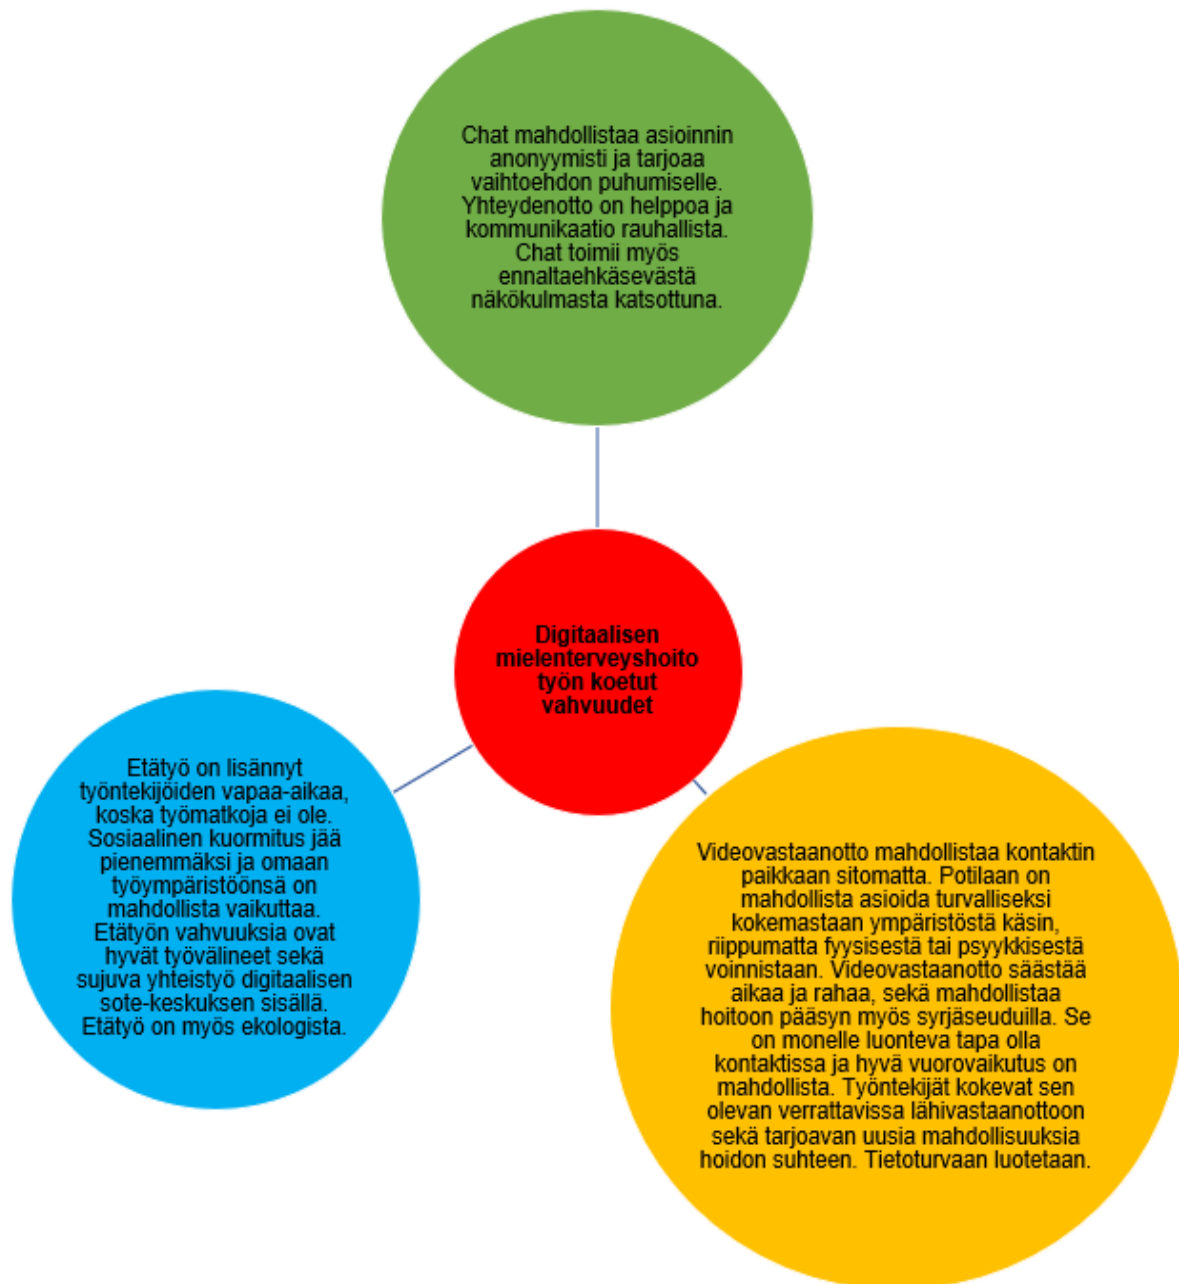 Chat mahdollistaa asioinnin
anonyymisti ja tarjoaa
vaihtoehdon puhumiselle.
Yhteydenotto on helppoa ja
kommunikaatio rauhallista.
Chat toimii myös
ennaltaehkäsevästä
näkökulmasta katsottuna.
Digitaalisen
mielenterveyshoito
työn koetut
vahvuudet
Etätyö on lisännyt
työntekijöiden vapaa-aikaa,
koska työmatkoja ei ole.
Sosiaalinen kuormitus jää
pienemmäksi ja omaan
työympäristöönsä on
mahdollista vaikuttaa.
Etätyön vahvuuksia ovat
hyvät työvälineet sekä
sujuva yhteistyö digitaalisen
sote-keskuksen sisällä.
Etätyö on myös ekologista.
Videovastaanotto mahdollistaa kontaktin
paikkaan sitomatta. Potilaan on
mahdollista asioida turvalliseksi
kokemastaan ympäristöstä käsin,
riippumatta fyysisestä tai psyykkisestä
voinnistaan. Videovastaanotto säästää
aikaa ja rahaa, sekä mahdollistaa
hoitoon pääsyn myös syrjäseuduilla. Se
on monelle luonteva tapa olla
kontaktissa ja hyvä vuorovaikutus on
mahdollista. Työntekijät kokevat sen
olevan verrattavissa lähivastaanottoon
sekä tarjoavan uusia mahdollisuuksia
hoidon suhteen. Tietoturvaan luotetaan.